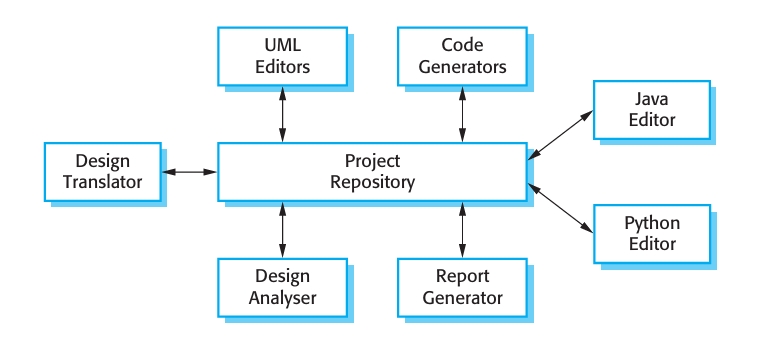 UML
Editors
Code
Generators
Java
Editor
Design
Translator
Project
Repository
Python
Editor
Design
Analyser
Report
Generator